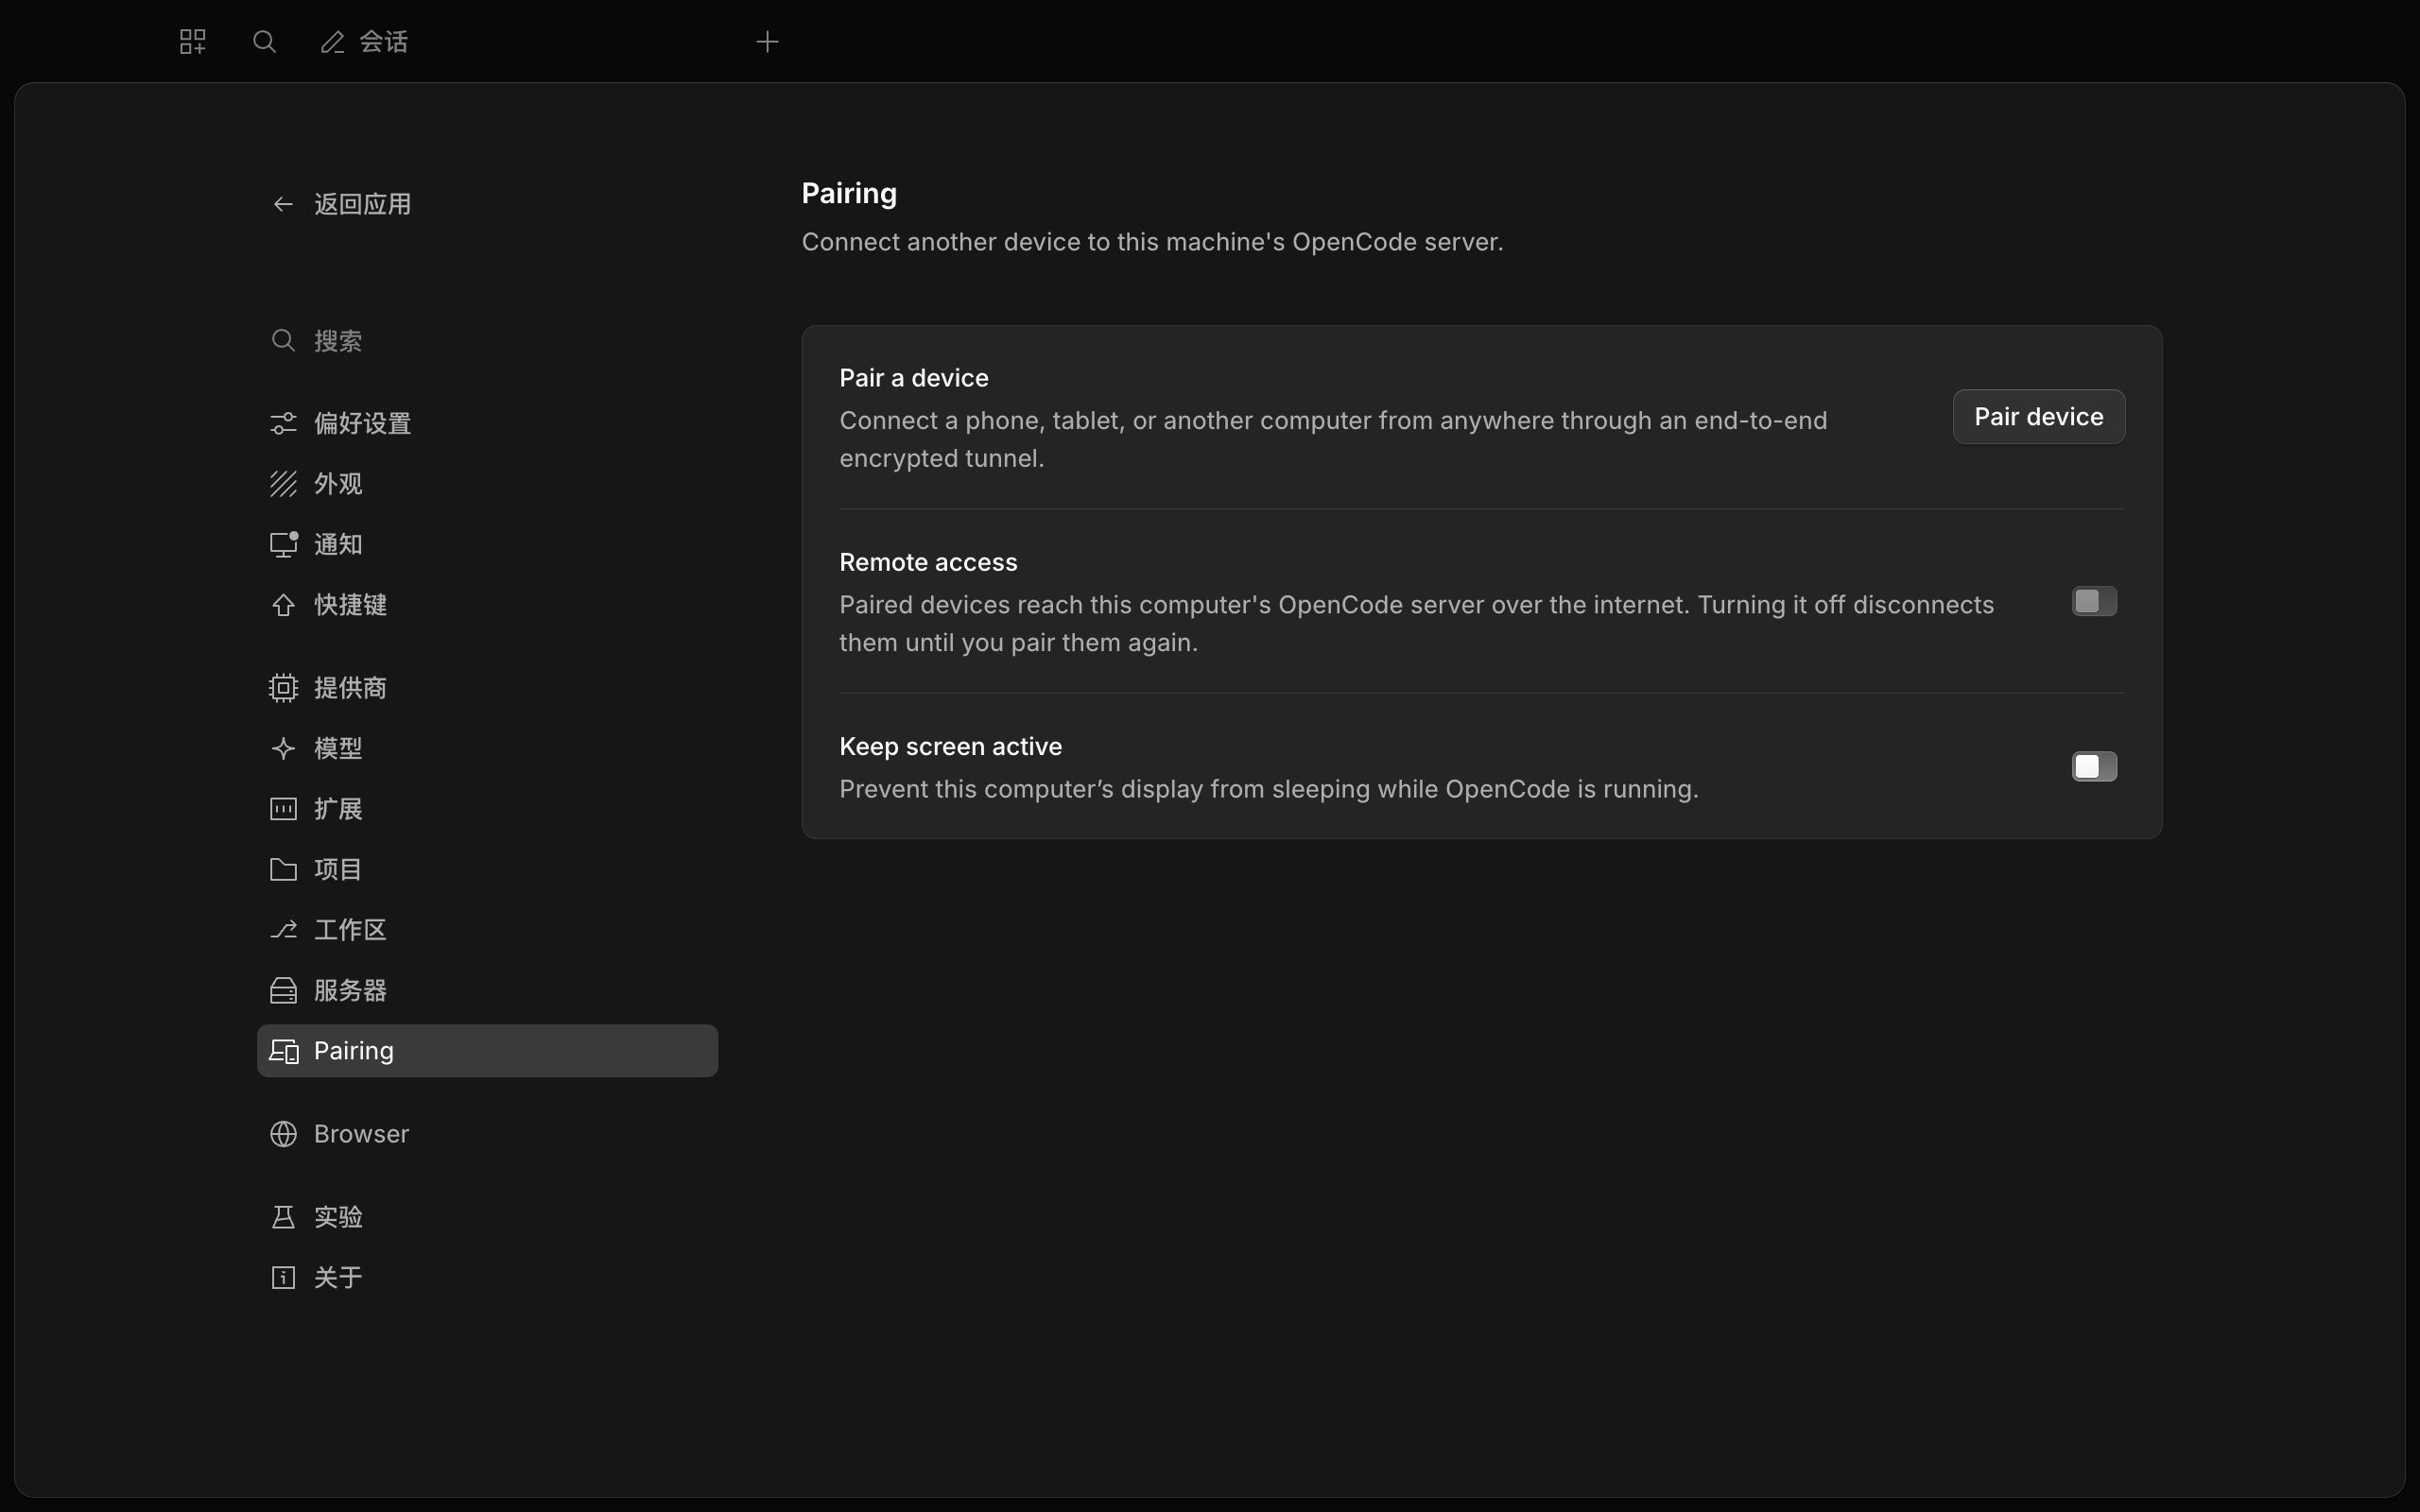 会话
返回应用
搜索
偏好设置
外观
通知
快捷键
提供商
模型
扩展
项目
工作区
服务器
Pairing
Browser
实验
关于
Pairing
Connect another device to this machine's OpenCode server.
Pair a device
Connect a phone, tablet, or another computer from anywhere through an end-to-end
encrypted tunnel.
Pair device
Remote access
Paired devices reach this computer's OpenCode server over the internet. Turning it off disconnects
them until you pair them again.
Keep screen active
Prevent this computer’s display from sleeping while OpenCode is running.